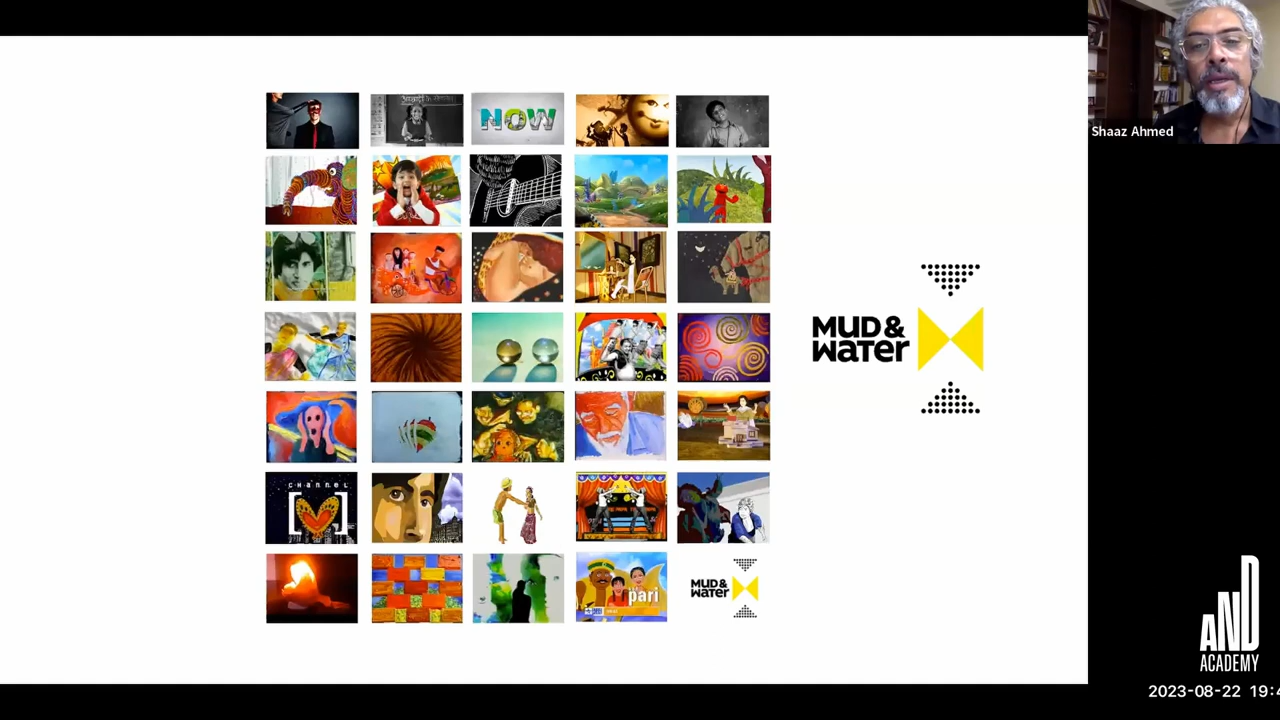 NOW
Shaaz Ahmed
MUD &
WATER
CHANNEL
[V]
pari
MUD &
WATER
AND
ACADEMY
2023-08-22 19:4